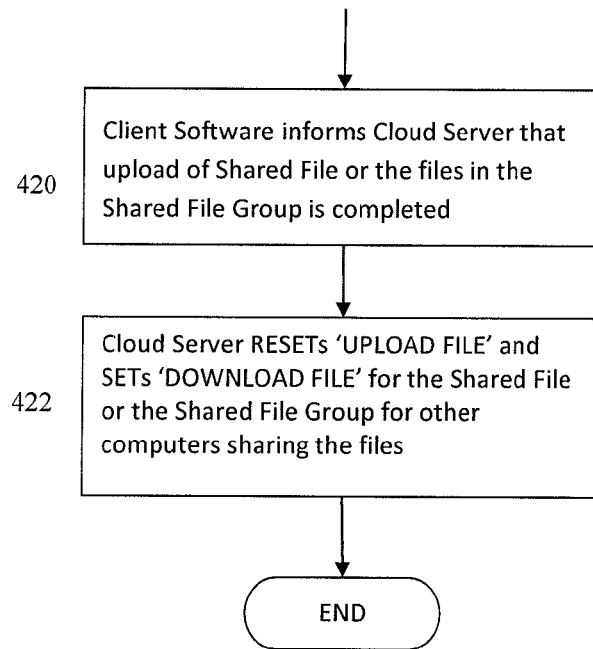 Client Software informs Cloud Server that
420
upload of Shared File or the files in the
Shared File Group is completed
Cloud Server RESETs ‘UPLOAD FILE’ and
SETs ‘DOWNLOAD FILE’ for the Shared File
422
or the Shared File Group for other
computers sharing the files
END